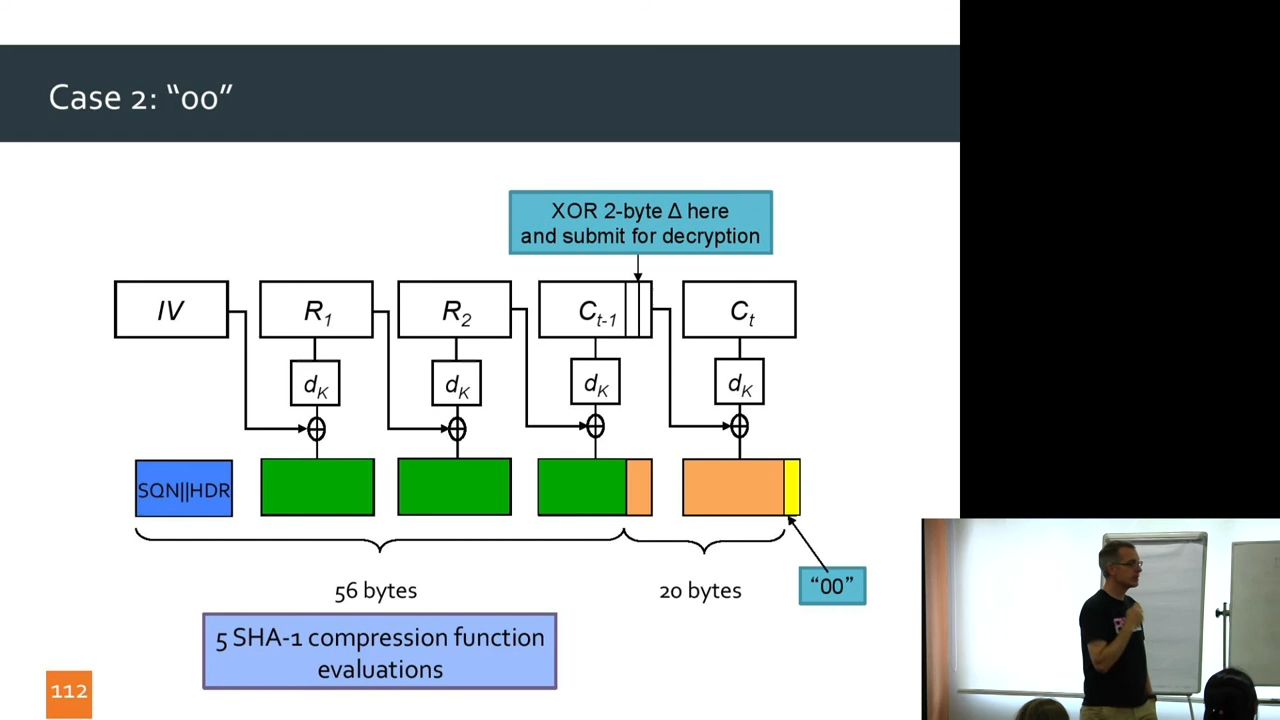 Case 2: “00”
XOR 2-byte Δ here
and submit for decryption
IV
R1
R2
Ct-1
Ct
dK
dK
dK
dK
SQN||HDR
“00”
56 bytes
20 bytes
5 SHA-1 compression function
evaluations
112